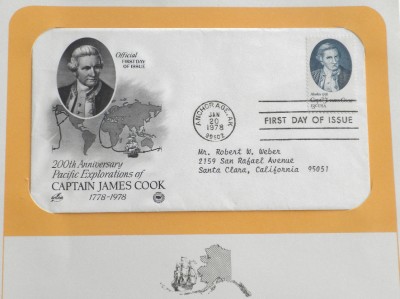 Official
FIRST DAY
OF ISSUE
200th Anniversary
Pacific Explorations of
CAPTAIN JAMES COOK
1778-1978
ANCHORAGE, AK
JAN
20
1978
FIRST DAY OF ISSUE
Mr. Robert W. Weber
2159 San Rafael Avenue
Santa Clara, California 95051